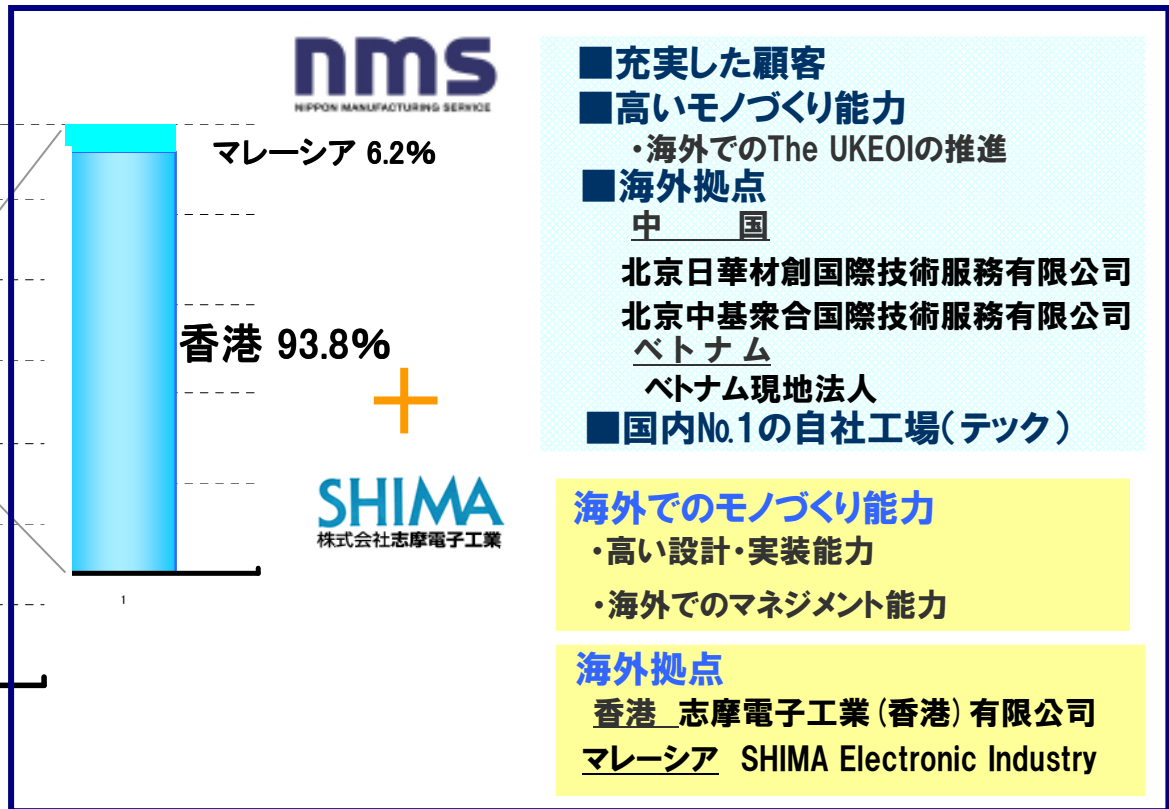 nms
NIPPON MANUFACTURING SERVICE
マレーシア 6.2%
香港 93.8%
1
+
SHIMA
株式会社志摩電子工業
■充実した顧客
■高いモノづくり能力
・海外でのThe UKEOIの推進
■海外拠点
中 国
北京日華材創国際技術服務有限公司
北京中基衆合国際技術服務有限公司
ベトナム
ベトナム現地法人
■国内№1の自社工場(テック)
海外でのモノづくり能力
・高い設計・実装能力
・海外でのマネジメント能力
海外拠点
香港 志摩電子工業(香港)有限公司
マレーシア SHIMA Electronic Industry